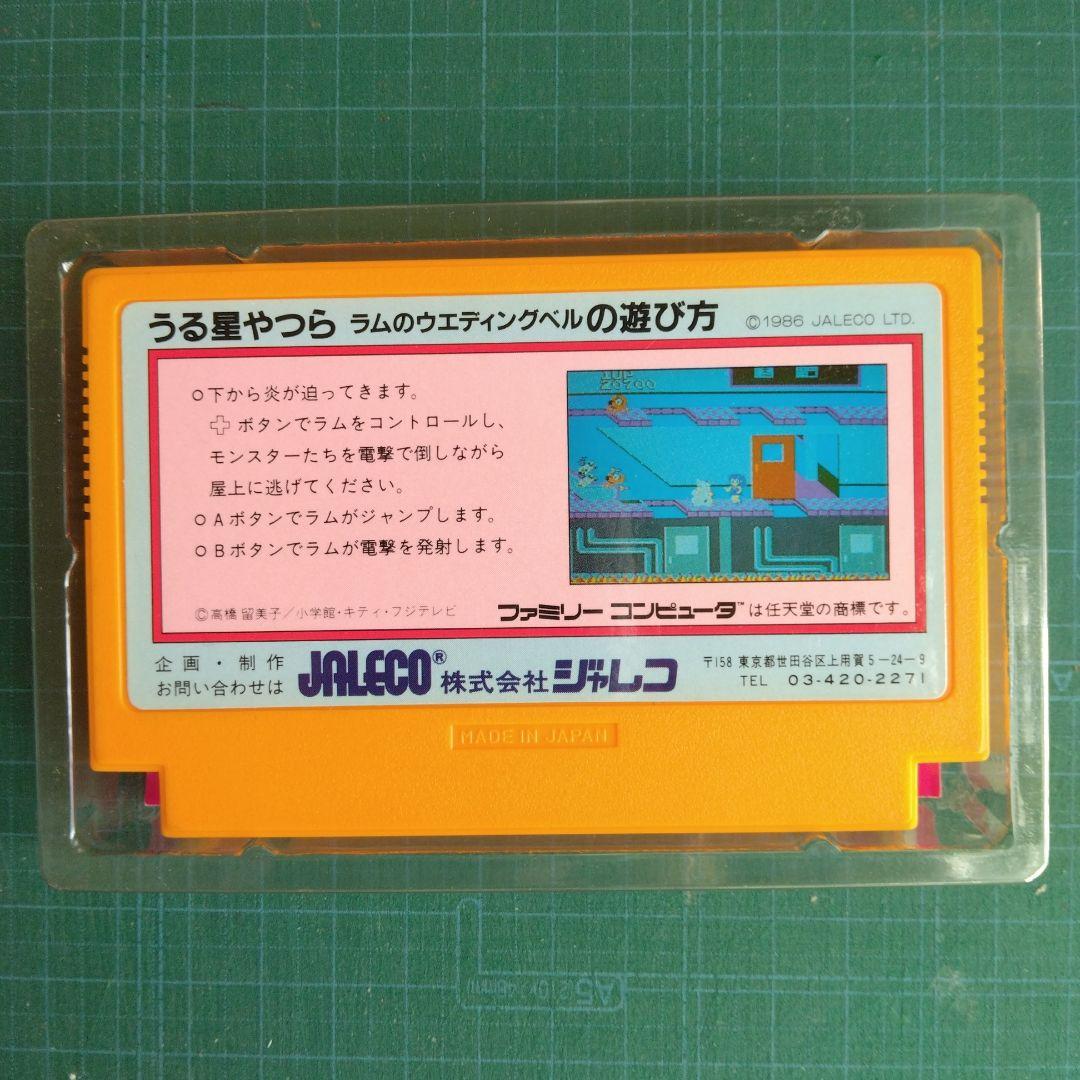 うる星やつら ラムのウエディングベルの遊び方 ©1986 JALECO LTD.
○下から炎が迫ってきます。
✚ボタンでラムをコントロールし、
モンスターたちを電撃で倒しながら
屋上に逃げてください。
○Aボタンでラムがジャンプします。
○Bボタンでラムが電撃を発射します。
1UP
20700
©高橋留美子/小学館・キティ・フジテレビ
ファミリーコンピュータ™は任天堂の商標です。
企画・制作
お問い合わせは
JALECO® 株式会社ジャレコ
〒158 東京都世田谷区上用賀5-24-9
TEL 03-420-2271
MADE IN JAPAN